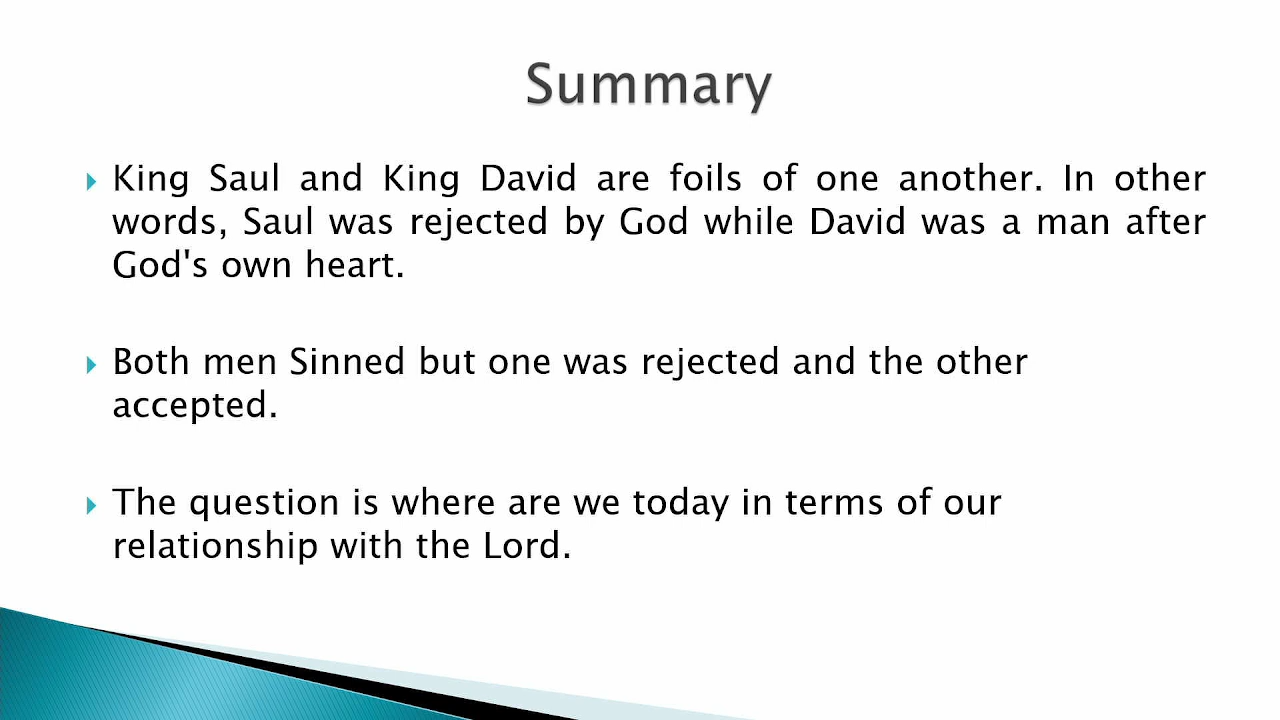 Summary
King Saul and King David are foils of one another. In other
words, Saul was rejected by God while David was a man after
God's own heart.
Both men Sinned but one was rejected and the other
accepted.
The question is where are we today in terms of our
relationship with the Lord.